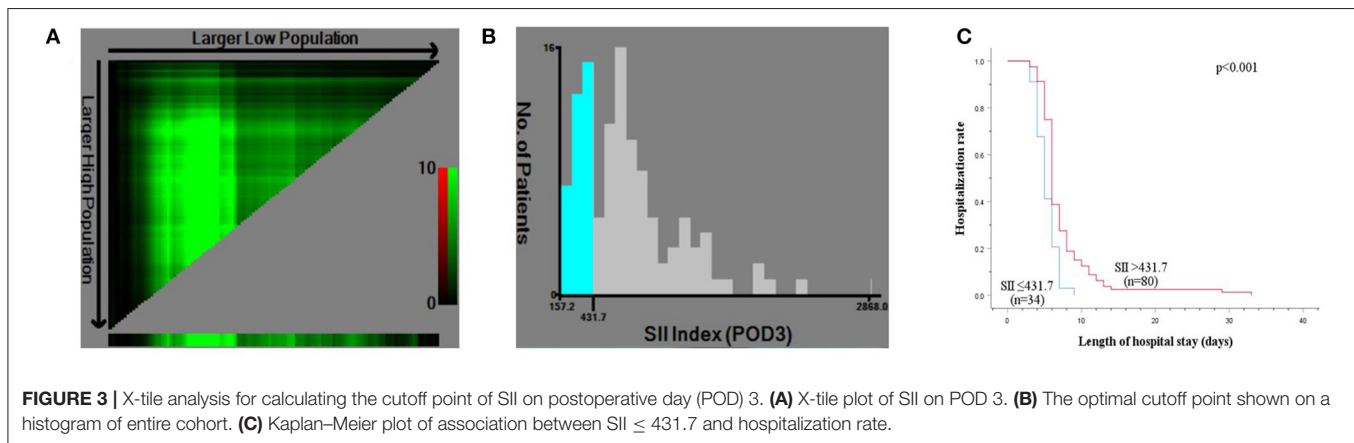 A
Larger Low Population
Larger High Population
10
0
B
16
No. of Patients
0
157.2
431.7
2868.0
SII Index (POD3)
C
p<0.001
1.0
0.8
0.6
0.4
0.2
0.0
Hospitalization rate
SII ≤431.7
(n=34)
SII >431.7
(n=80)
0
10
20
30
40
Length of hospital stay (days)
FIGURE 3 | X-tile analysis for calculating the cutoff point of SII on postoperative day (POD) 3. (A) X-tile plot of SII on POD 3. (B) The optimal cutoff point shown on a
histogram of entire cohort. (C) Kaplan–Meier plot of association between SII ≤ 431.7 and hospitalization rate.